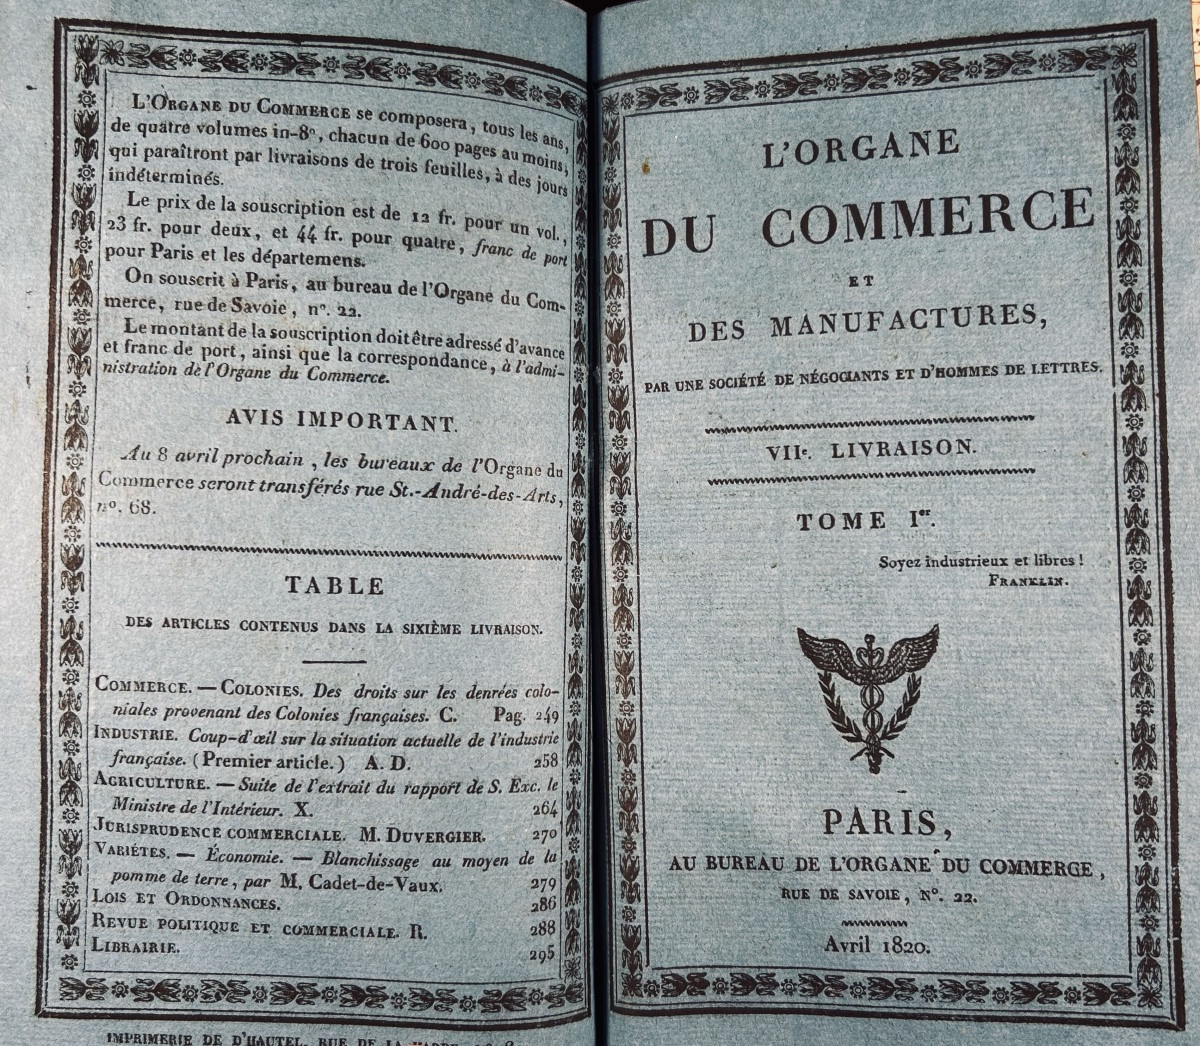 L'ORGANE DU COMMERCE se composera, tous les ans,
de quatre volumes in-8º, chacun de 600 pages au moins,
qui paraîtront par livraisons de trois feuilles, à des jours
indéterminés.
Le prix de la souscription est de 12 fr. pour un vol.,
23 fr. pour deux, et 44 fr. pour quatre, franc de port
pour Paris et les départemens.
On souscrit à Paris, au bureau de l'Organe du Com-
merce, rue de Savoie, nº. 22.
Le montant de la souscription doit être adressé d'avance
et franc de port, ainsi que la correspondance, à l'admi-
nistration de l'Organe du Commerce.
AVIS IMPORTANT.
Au 8 avril prochain, les bureaux de l'Organe du
Commerce seront transférés rue St.-André-des-Arts,
nº. 68.
TABLE
DES ARTICLES CONTENUS DANS LA SIXIÈME LIVRAISON.
COMMERCE. — COLONIES. Des droits sur les denrées colo-
niales provenant des Colonies françaises. C. Pag. 249
INDUSTRIE. Coup-d'œil sur la situation actuelle de l'industrie
française. (Premier article.) A. D. 258
AGRICULTURE. — Suite de l'extrait du rapport de S. Exc. le
Ministre de l'Intérieur. X. 264
JURISPRUDENCE COMMERCIALE. M. DUVERGIER. 270
VARIÉTES. — Économie. — Blanchissage au moyen de la
pomme de terre, par M. Cadet-de-Vaux. 279
LOIS ET ORDONNANCES. 286
REVUE POLITIQUE ET COMMERCIALE. R. 288
LIBRAIRIE. 295
IMPRIMERIE DE D'HAUTEL, RUE DE LA
L'ORGANE
DU COMMERCE
ET
DES MANUFACTURES,
PAR UNE SOCIÉTÉ DE NÉGOCIANTS ET D'HOMMES DE LETTRES.
VIIe. LIVRAISON.
TOME Ier.
Soyez industrieux et libres !
FRANKLIN.
PARIS,
AU BUREAU DE L'ORGANE DU COMMERCE,
RUE DE SAVOIE, Nº. 22.
Avril 1820.